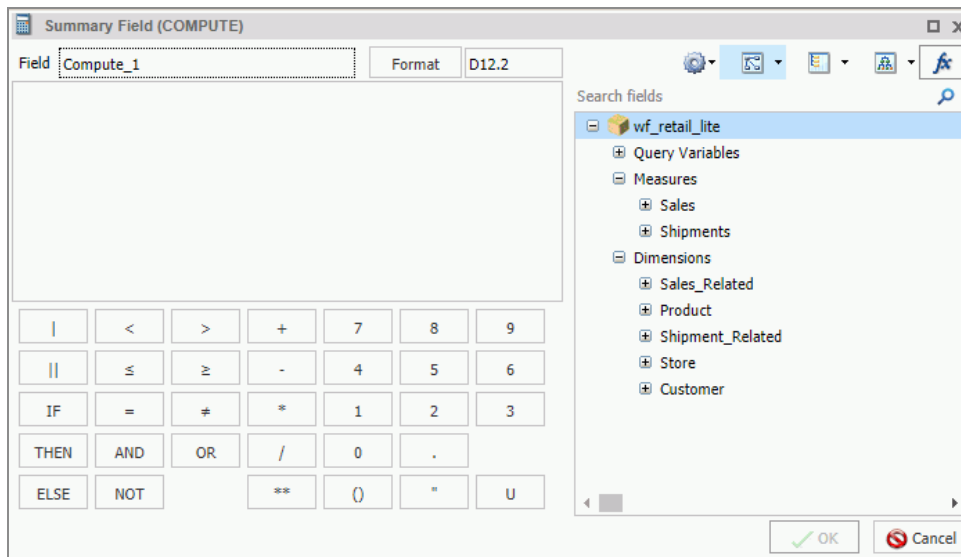 Summary Field (COMPUTE)
Field Compute_1 Format D12.2
fx
Search fields
wf_retail_lite
Query Variables
Measures
Sales
Shipments
Dimensions
Sales_Related
Product
Shipment_Related
Store
Customer
| < > + 7 8 9
|| ≤ ≥ - 4 5 6
IF = ≠ * 1 2 3
THEN AND OR / 0 .
ELSE NOT ** () " U
OK Cancel